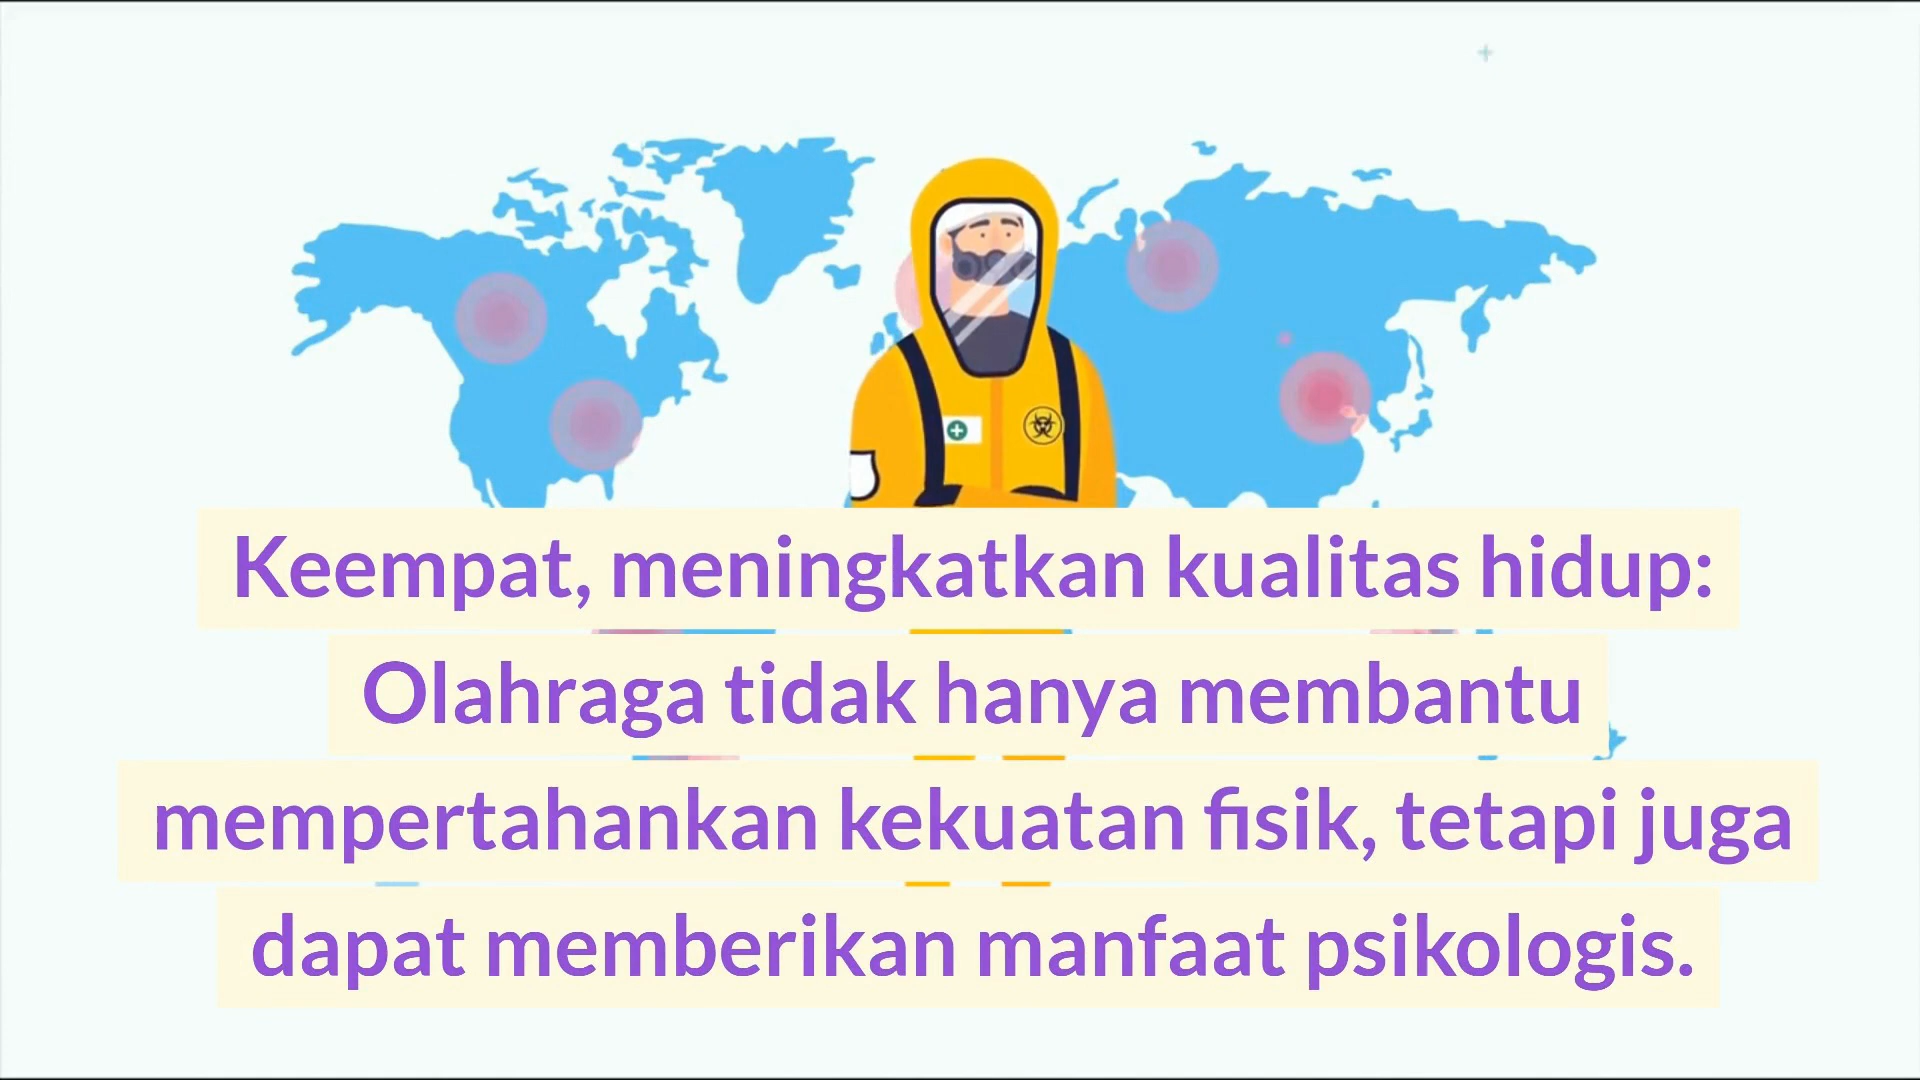 Keempat, meningkatkan kualitas hidup:
Olahraga tidak hanya membantu
mempertahankan kekuatan fisik, tetapi juga
dapat memberikan manfaat psikologis.